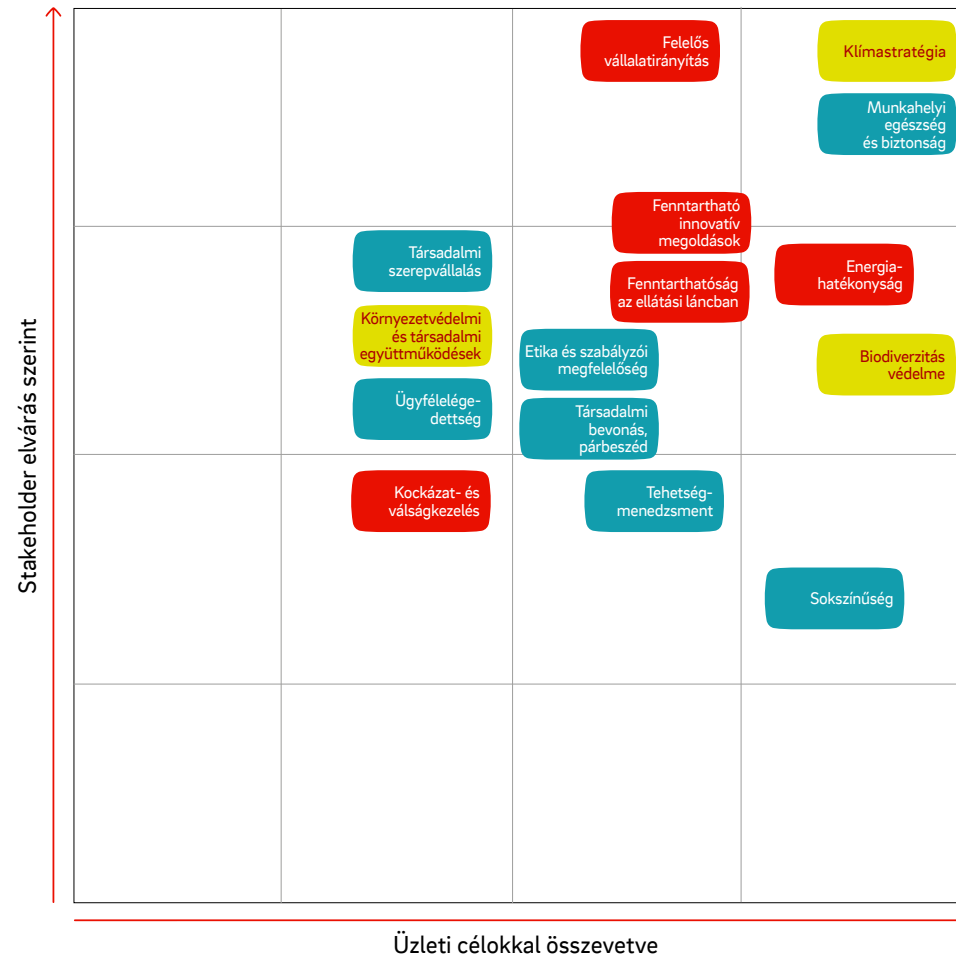 Stakeholder elvárás szerint
Felelős
vállalatirányítás
Klímastratégia
Munkahelyi
egészség
és biztonság
Fenntartható
innovatív
megoldások
Társadalmi
szerepvállalás
Energia-
hatékonyság
Fenntarthatóság
az ellátási láncban
Környezetvédelmi
és társadalmi
együttműködések
Etika és szabályzói
megfelelőség
Biodiverzitás
védelme
Ügyfélelége-
dettség
Társadalmi
bevonás,
párbeszéd
Kockázat- és
válságkezelés
Tehetség-
menedzsment
Sokszínűség
Üzleti célokkal összevetve